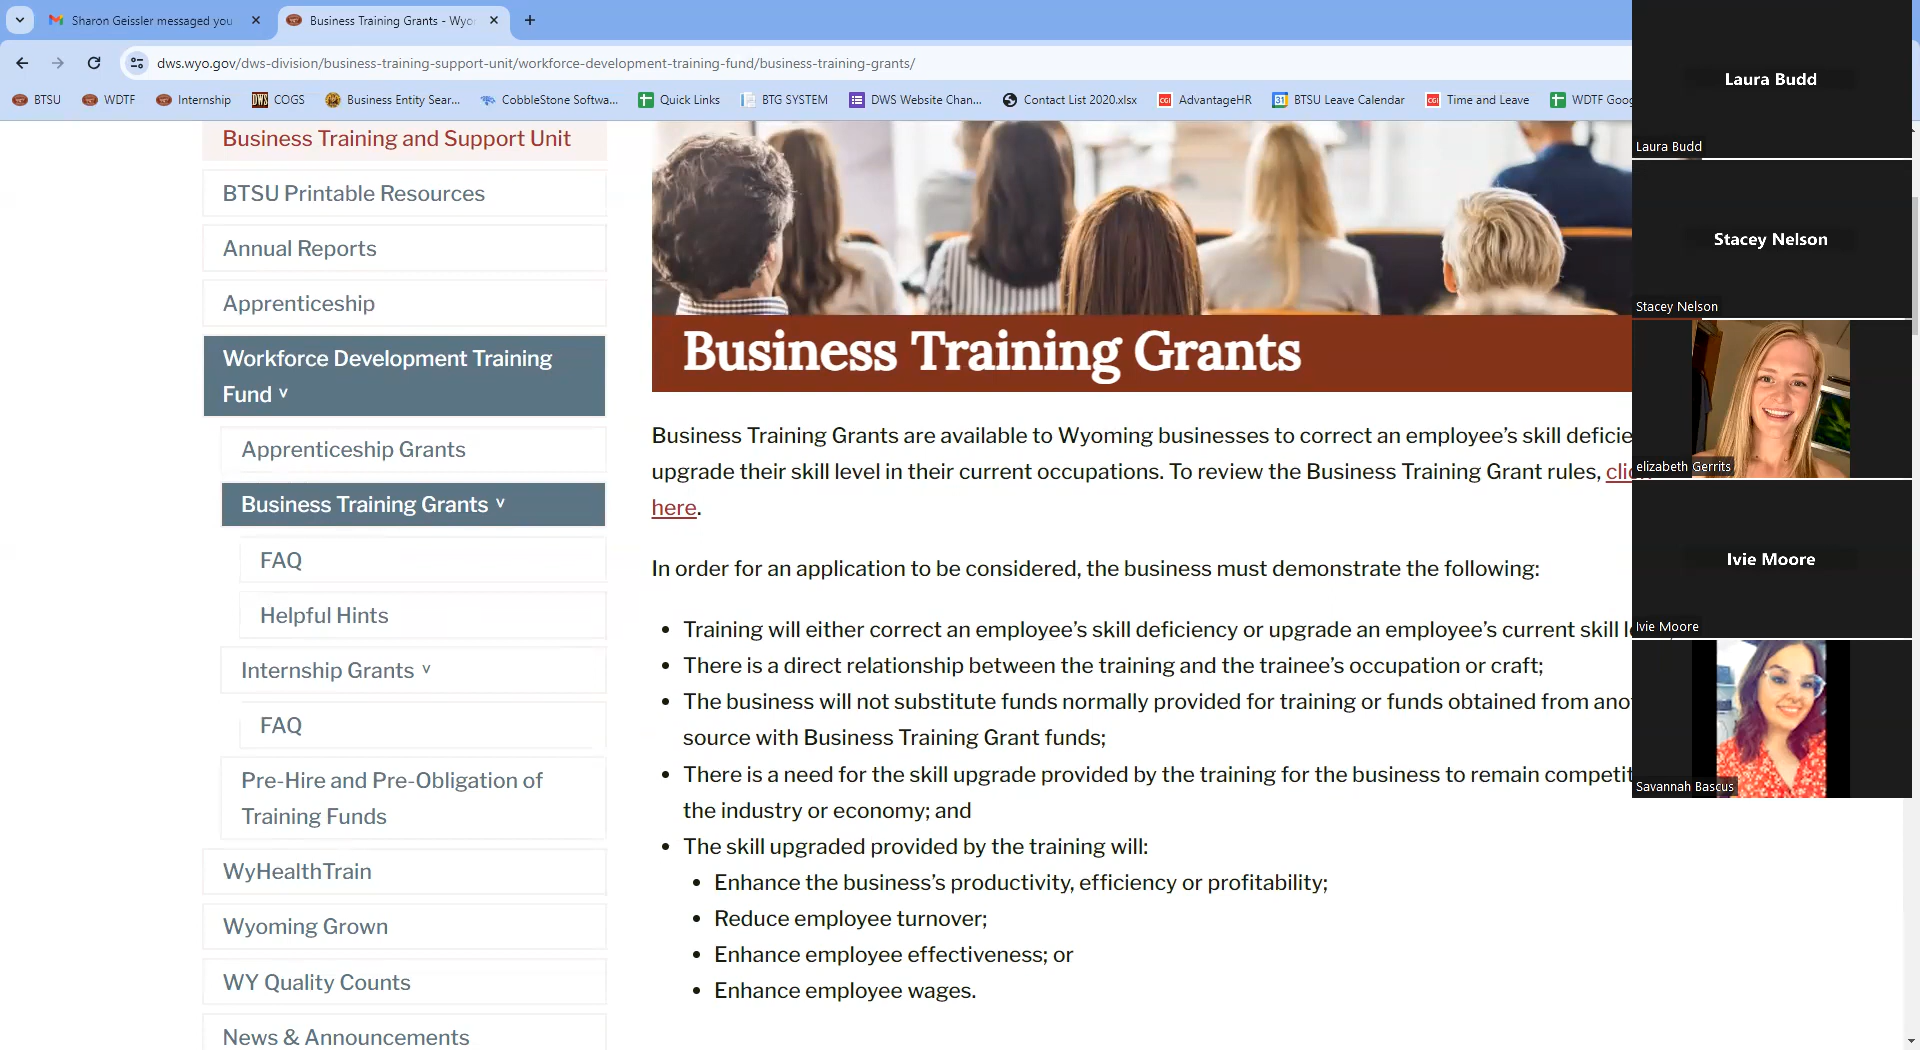 Sharon Geissler messaged you
Business Training Grants - Wyo
dws.wyo.gov/dws-division/business-training-support-unit/workforce-development-training-fund/business-training-grants/
BTSU
WDTF
Internship
COGS
Business Entity Sear...
CobbleStone Softwa...
Quick Links
BTG SYSTEM
DWS Website Chan...
Contact List 2020.xlsx
AdvantageHR
BTSU Leave Calendar
Time and Leave
WDTF Goog
Business Training and Support Unit
BTSU Printable Resources
Annual Reports
Apprenticeship
Workforce Development Training
Fund
Apprenticeship Grants
Business Training Grants
FAQ
Helpful Hints
Internship Grants
FAQ
Pre-Hire and Pre-Obligation of
Training Funds
WyHealthTrain
Wyoming Grown
WY Quality Counts
News & Announcements
Business Training Grants
Business Training Grants are available to Wyoming businesses to correct an employee’s skill deficie
upgrade their skill level in their current occupations. To review the Business Training Grant rules, clic
here.
In order for an application to be considered, the business must demonstrate the following:
• Training will either correct an employee’s skill deficiency or upgrade an employee’s current skill l
• There is a direct relationship between the training and the trainee’s occupation or craft;
• The business will not substitute funds normally provided for training or funds obtained from ano
source with Business Training Grant funds;
• There is a need for the skill upgrade provided by the training for the business to remain competit
the industry or economy; and
• The skill upgraded provided by the training will:
• Enhance the business’s productivity, efficiency or profitability;
• Reduce employee turnover;
• Enhance employee effectiveness; or
• Enhance employee wages.
Laura Budd
Laura Budd
Stacey Nelson
Stacey Nelson
elizabeth Gerrits
Ivie Moore
Ivie Moore
Savannah Bascus